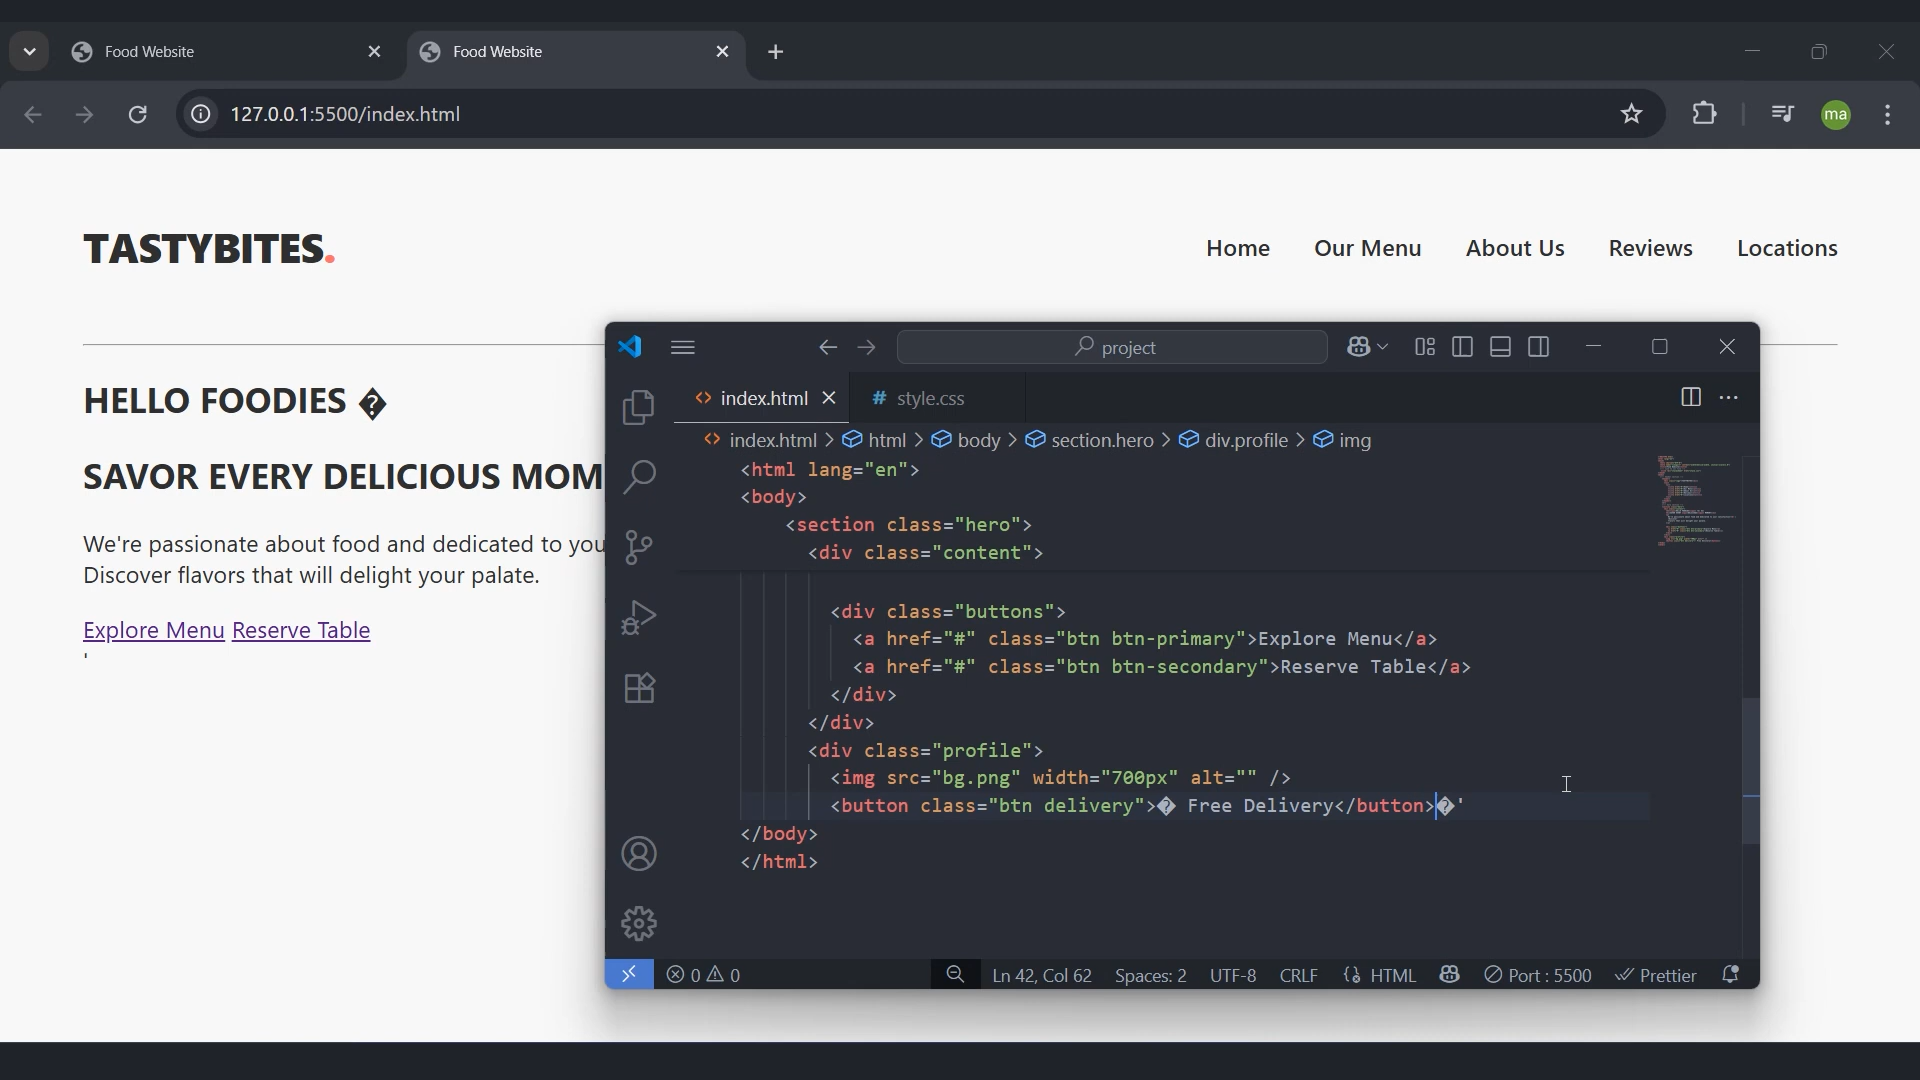 Food Website
Food Website
127.0.0.1:5500/index.html
ma
TASTYBITES.
Home
Our Menu
About Us
Reviews
Locations
HELLO FOODIES �
SAVOR EVERY DELICIOUS MOM
We're passionate about food and dedicated to you
Discover flavors that will delight your palate.
Explore Menu Reserve Table
'
project
index.html
# style.css
index.html > html > body > section.hero > div.profile > img
<html lang="en">
<body>
<section class="hero">
<div class="content">
<div class="buttons">
<a href="#" class="btn btn-primary">Explore Menu</a>
<a href="#" class="btn btn-secondary">Reserve Table</a>
</div>
</div>
<div class="profile">
<img src="bg.png" width="700px" alt="" />
<button class="btn delivery">� Free Delivery</button>�'
</body>
</html>
0 0
Ln 42, Col 62
Spaces: 2
UTF-8
CRLF
HTML
Port : 5500
Prettier